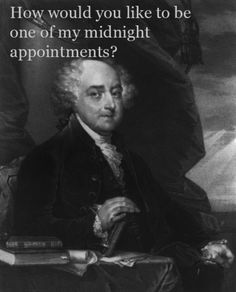 How would you like to be
one of my midnight
appointments?